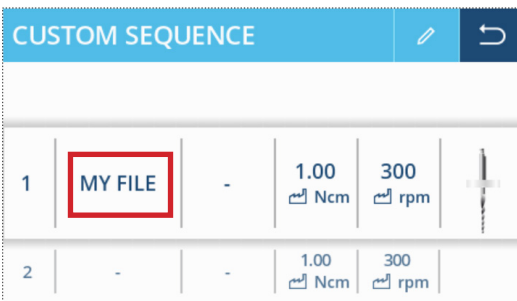 CUSTOM SEQUENCE
1 MY FILE - 1.00 Ncm 300 rpm
2 - - 1.00 Ncm 300 rpm